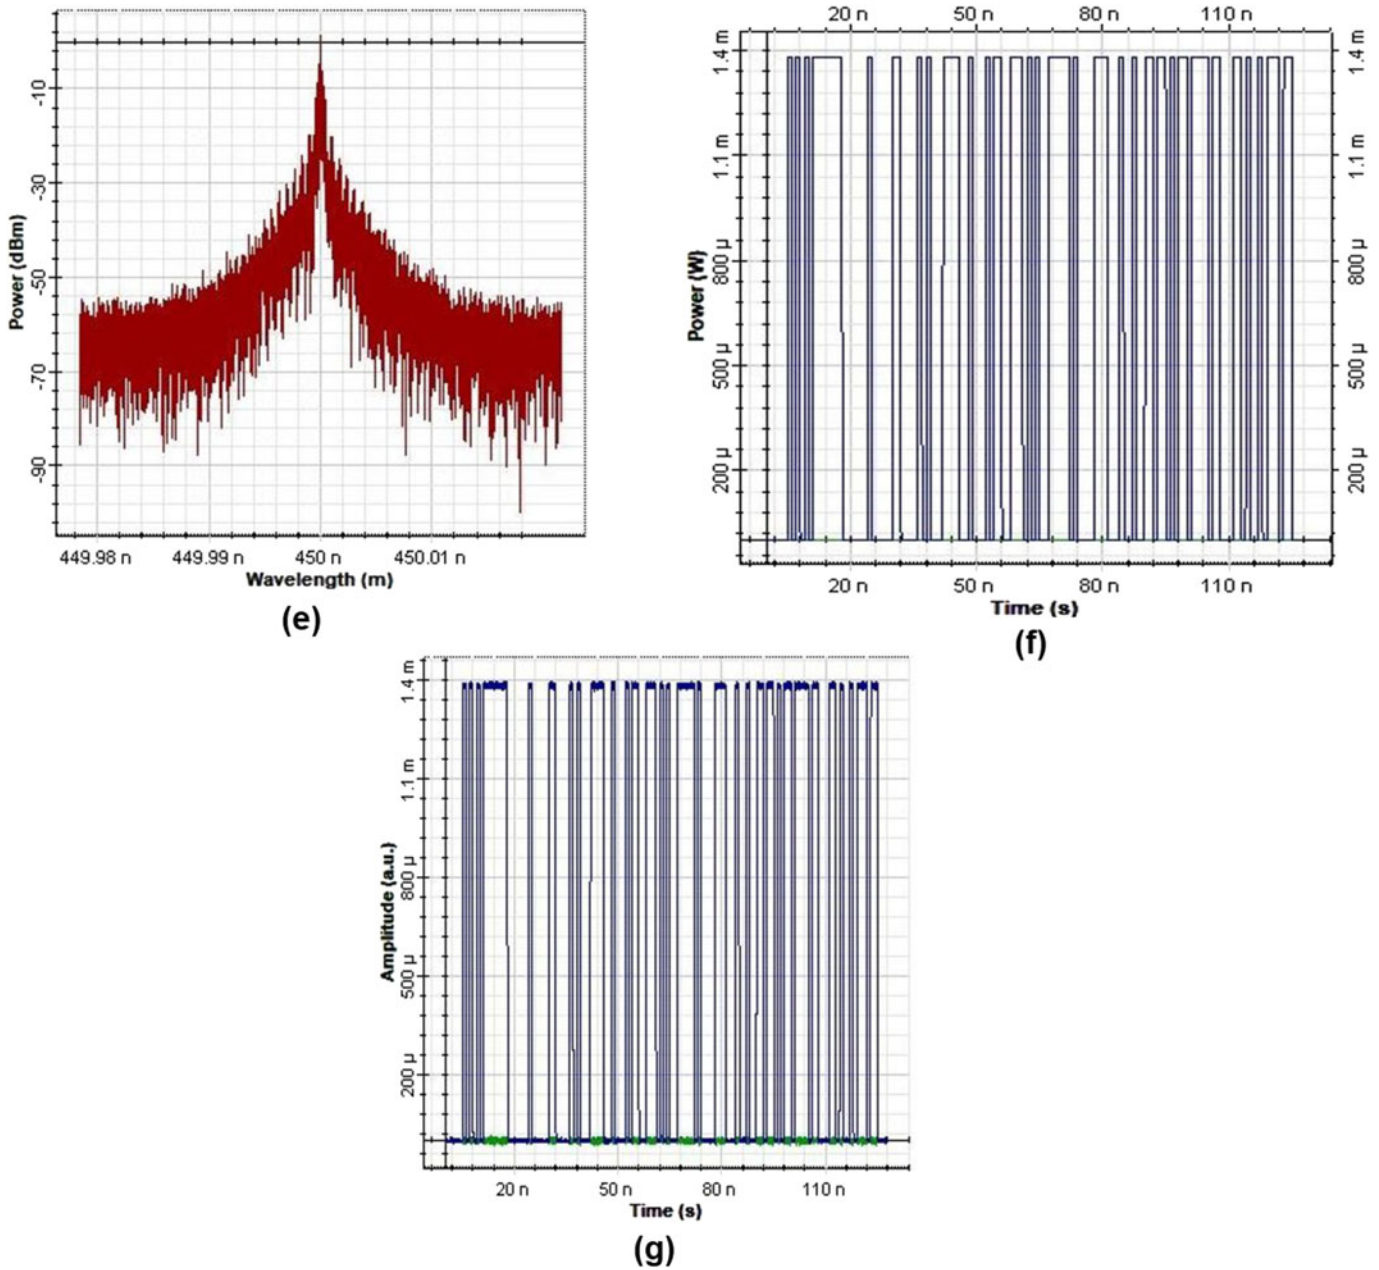 Power (dBm)
-10
-30
-50
-70
-90
449.98 n 449.99 n 450 n 450.01 n
Wavelength (m)
(e)
20 n 50 n 80 n 110 n
Power (W)
1.4 m
1.1 m
800 µ
500 µ
200 µ
1.4 m
1.1 m
800 µ
500 µ
200 µ
20 n 50 n 80 n 110 n
Time (s)
(f)
Amplitude (a.u.)
1.4 m
1.1 m
800 µ
500 µ
200 µ
20 n 50 n 80 n 110 n
Time (s)
(g)